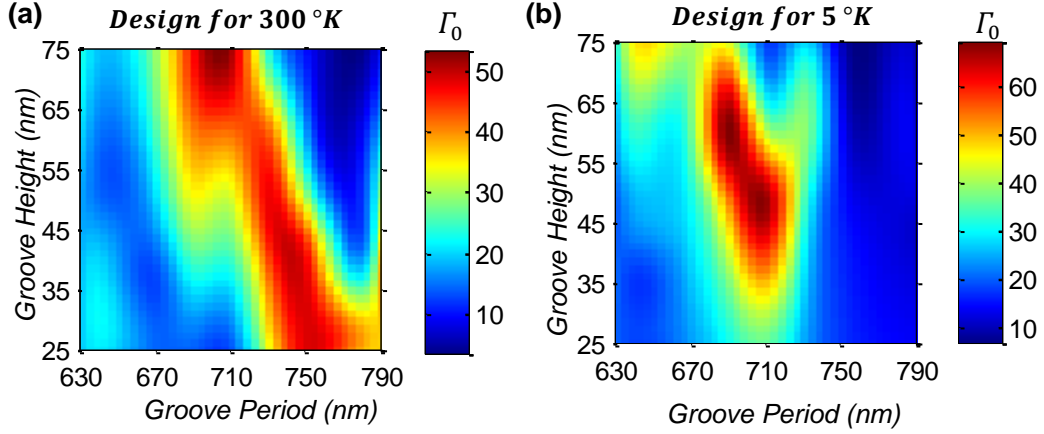 (a)
Design for 300 °K
Γ0
75
65
55
45
35
25
Groove Height (nm)
630 670 710 750 790
Groove Period (nm)
50
40
30
20
10
(b)
Design for 5 °K
Γ0
75
65
55
45
35
25
Groove Height (nm)
630 670 710 750 790
Groove Period (nm)
60
50
40
30
20
10